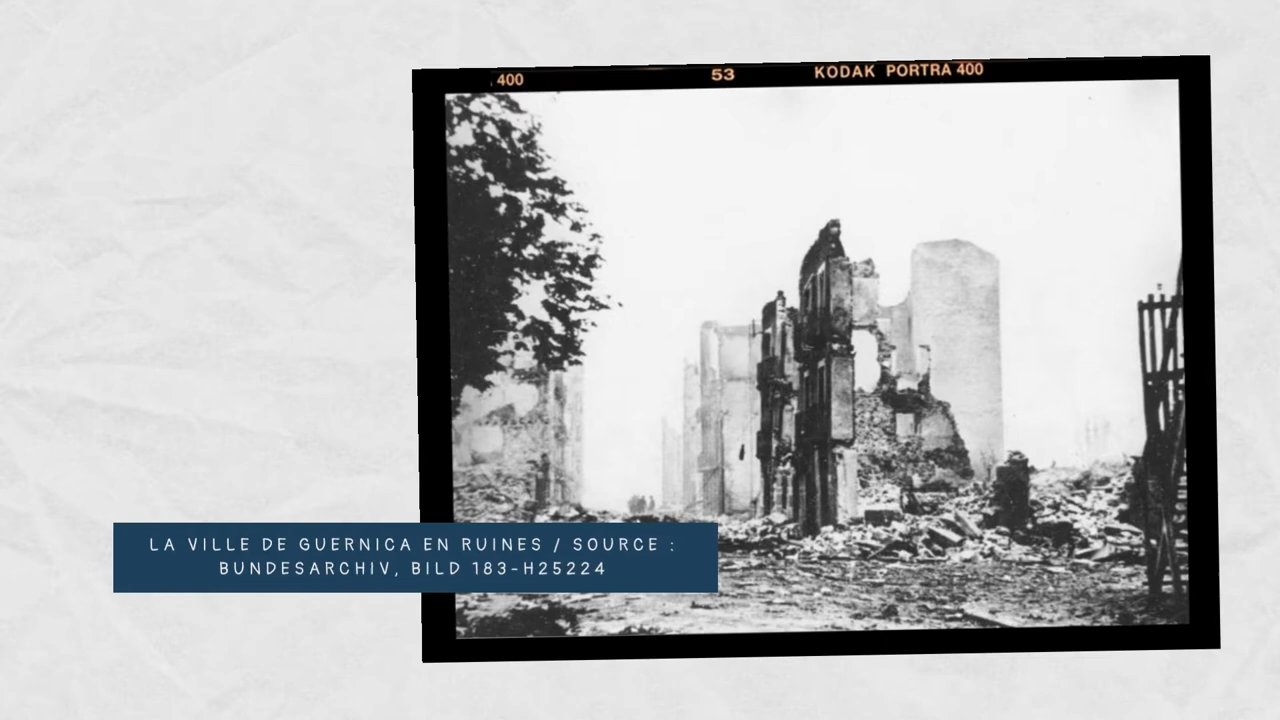 400 53 KODAK PORTRA 400
LA VILLE DE GUERNICA EN RUINES / SOURCE :
BUNDESARCHIV, BILD 183-H25224